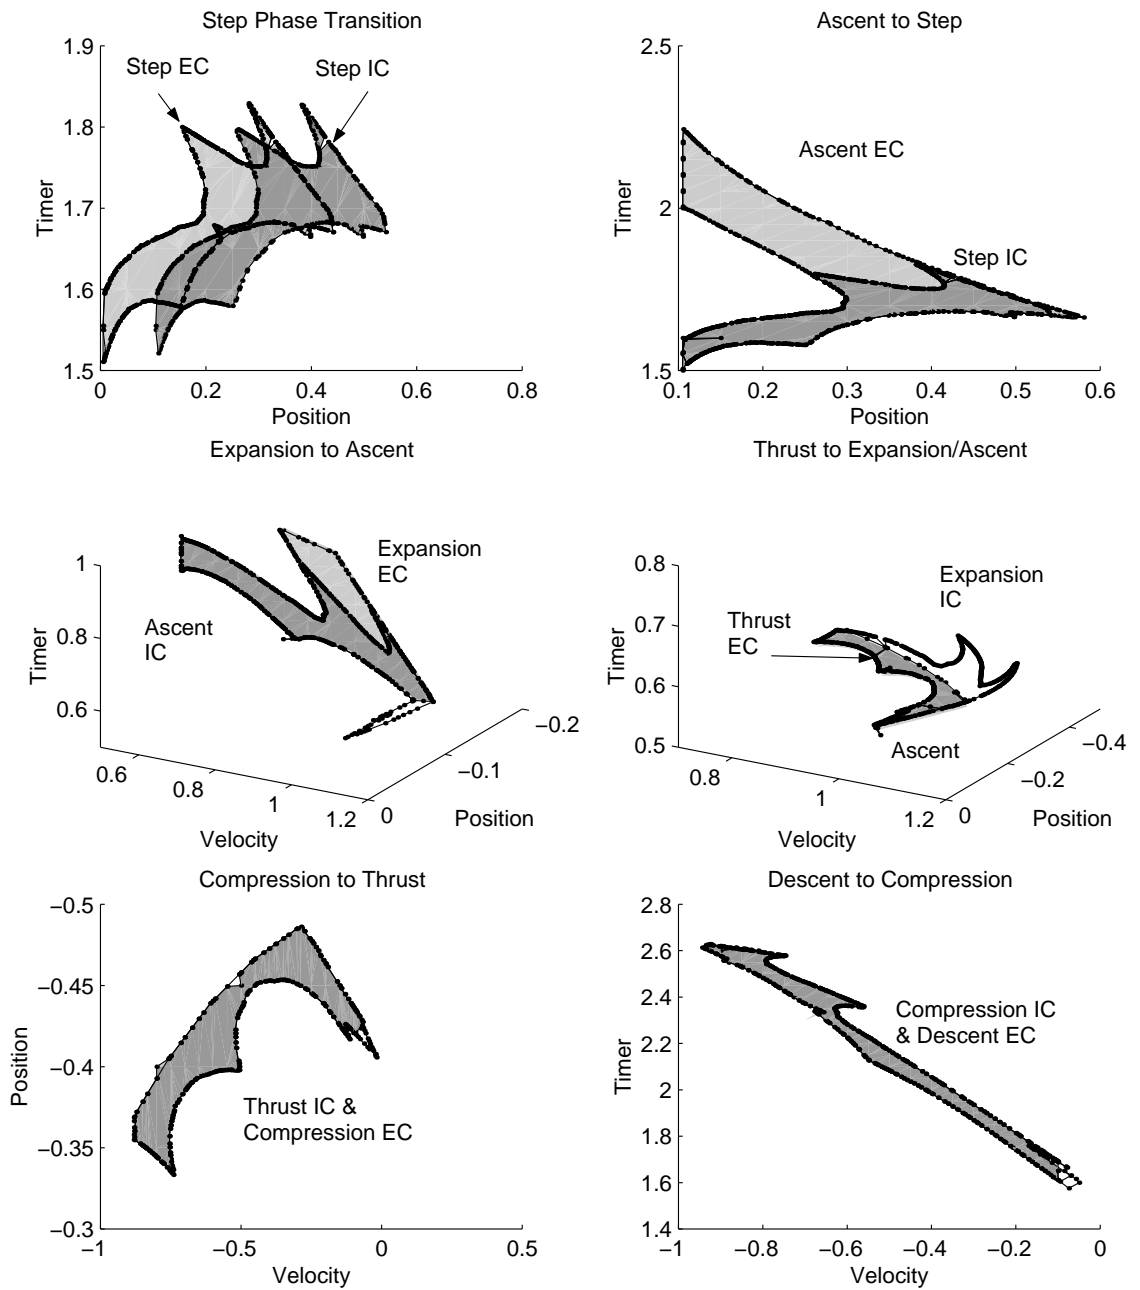 Step Phase Transition
1.9
1.8
1.7
1.6
1.5
Timer
Step EC
Step IC
0
0.2
0.4
0.6
0.8
Position
Ascent to Step
2.5
2
1.5
Timer
Ascent EC
Step IC
0.1
0.2
0.3
0.4
0.5
0.6
Position
Expansion to Ascent
1
0.8
0.6
Timer
Expansion
EC
Ascent
IC
0.6
0.8
1
1.2
Velocity
0
−0.1
−0.2
Position
Thrust to Expansion/Ascent
0.8
0.7
0.6
0.5
Timer
Expansion
IC
Thrust
EC
Ascent
0.8
1
1.2
Velocity
0
−0.2
−0.4
Position
Compression to Thrust
−0.5
−0.45
−0.4
−0.35
−0.3
Position
Thrust IC &
Compression EC
−1
−0.5
0
0.5
Velocity
Descent to Compression
2.8
2.6
2.4
2.2
2
1.8
1.6
1.4
Timer
Compression IC
& Descent EC
−1
−0.8
−0.6
−0.4
−0.2
0
Velocity